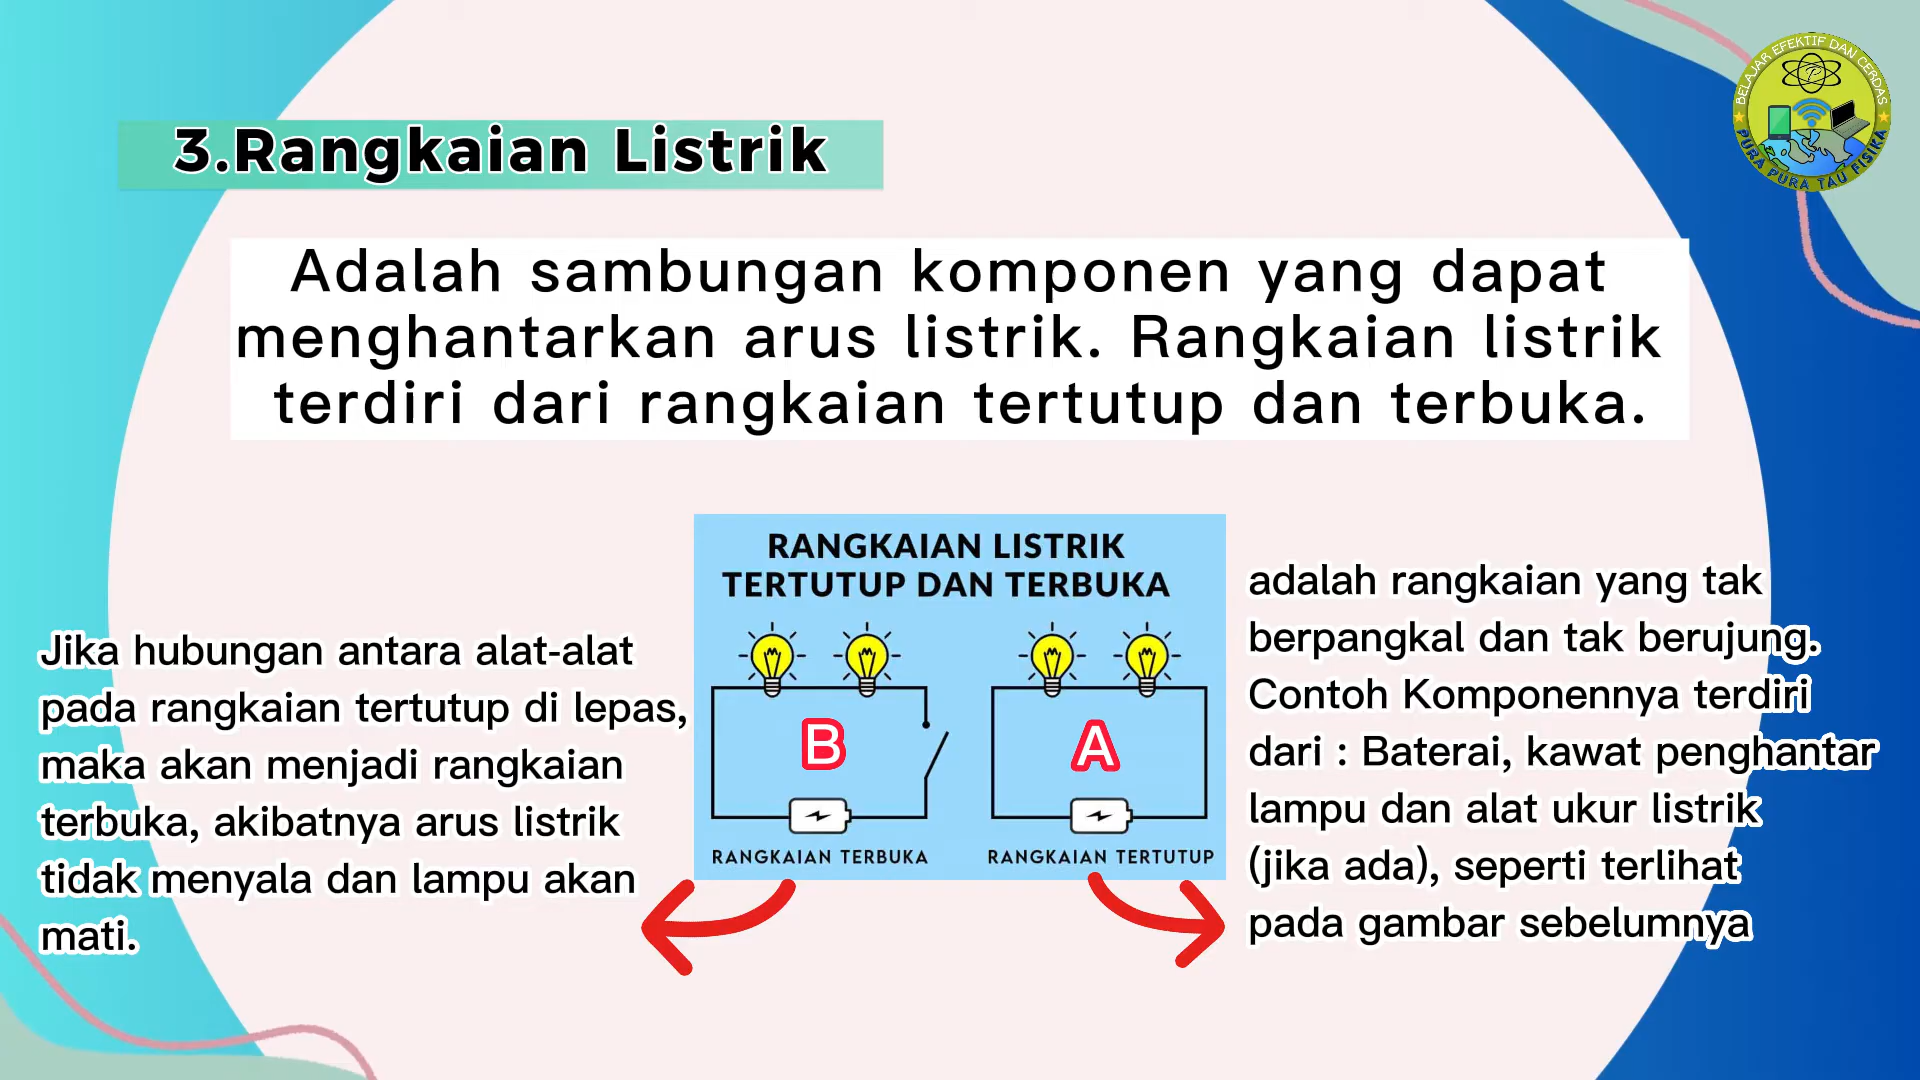 BELAJAR EFEKTIF DAN CERDAS
PURA PURA TAU FISIKA
3.Rangkaian Listrik
Adalah sambungan komponen yang dapat
menghantarkan arus listrik. Rangkaian listrik
terdiri dari rangkaian tertutup dan terbuka.
Jika hubungan antara alat-alat
pada rangkaian tertutup di lepas,
maka akan menjadi rangkaian
terbuka, akibatnya arus listrik
tidak menyala dan lampu akan
mati.
RANGKAIAN LISTRIK
TERTUTUP DAN TERBUKA
B
A
RANGKAIAN TERBUKA
RANGKAIAN TERTUTUP
adalah rangkaian yang tak
berpangkal dan tak berujung.
Contoh Komponennya terdiri
dari : Baterai, kawat penghantar
lampu dan alat ukur listrik
(jika ada), seperti terlihat
pada gambar sebelumnya